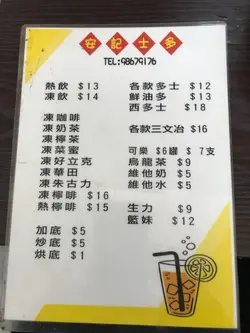 安記士多
TEL:98679176
熱飲 $13
凍飲 $14
凍咖啡
凍奶茶
凍檸茶
凍菜蜜
凍好立克
凍華田
凍朱古力
凍檸啡 $16
熱檸啡 $15
加底 $5
炒底 $5
烘底 $1
各款多士 $12
鮮油多 $13
西多士 $18
各款三文冶 $16
可樂 $6罐 $ 7支
烏龍茶 $9
維他奶 $5
維他水 $5
生力 $9
籃妹 $12